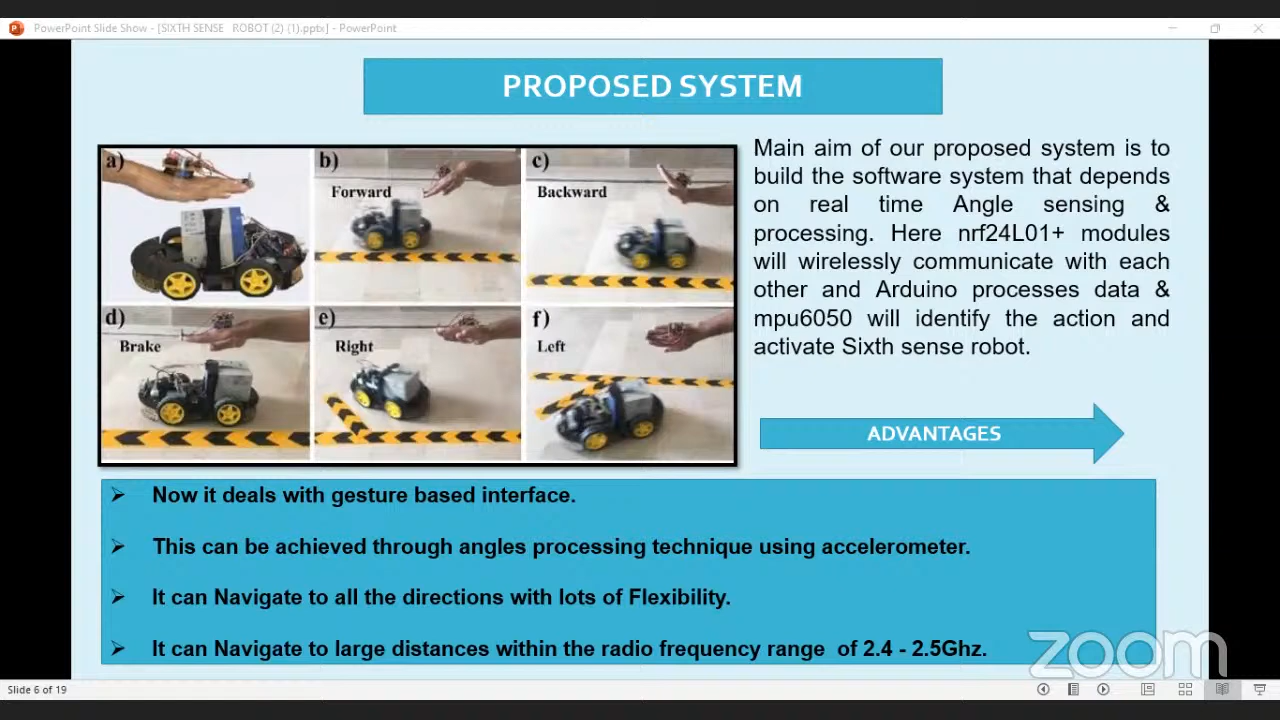 PowerPoint Slide Show - [SIXTH SENSE ROBOT (2) (1).pptx] - PowerPoint
PROPOSED SYSTEM
a)
b)
c)
Forward
Backward
d)
e)
f)
Brake
Right
Left
Main aim of our proposed system is to
build the software system that depends
on real time Angle sensing &
processing. Here nrf24L01+ modules
will wirelessly communicate with each
other and Arduino processes data &
mpu6050 will identify the action and
activate Sixth sense robot.
ADVANTAGES
➢ Now it deals with gesture based interface.
➢ This can be achieved through angles processing technique using accelerometer.
➢ It can Navigate to all the directions with lots of Flexibility.
➢ It can Navigate to large distances within the radio frequency range of 2.4 - 2.5Ghz.
zoom
Slide 6 of 19